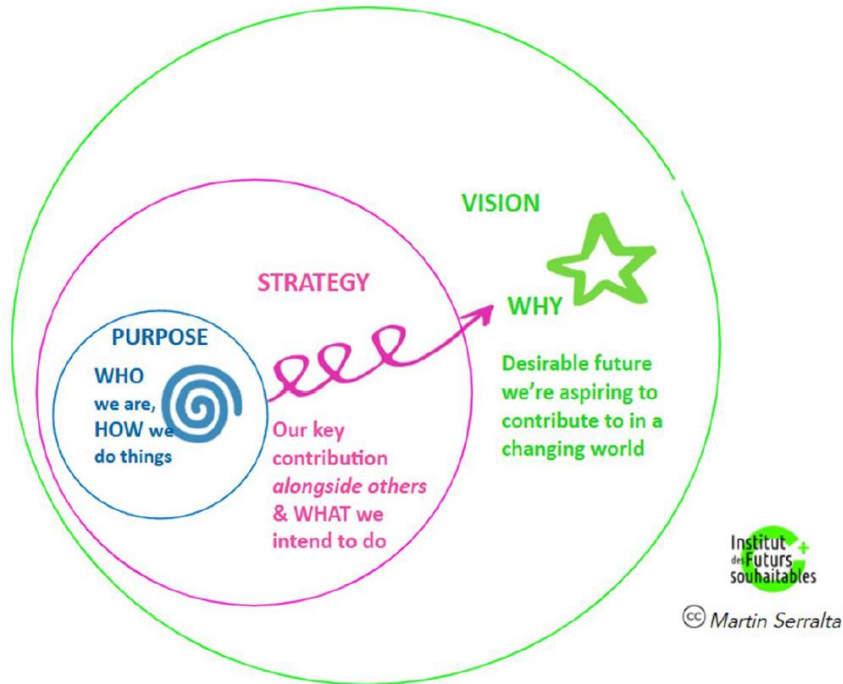 VISION
STRATEGY
WHY
PURPOSE
WHO
we are,
HOW we
do things
Our key
contribution
alongside others
& WHAT we
intend to do
Desirable future
we're aspiring to
contribute to in a
changing world
Institut
des Futurs
souhaitables
cc Martin Serralta